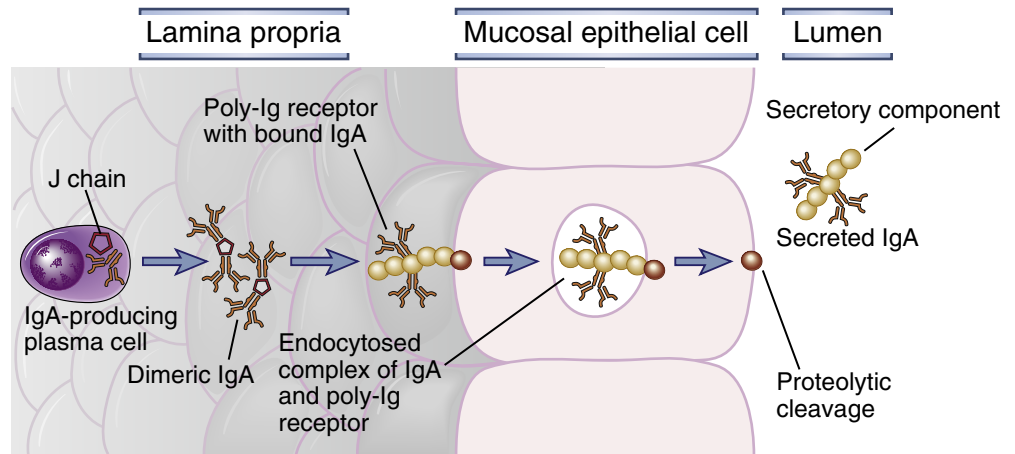 Lamina propria
Mucosal epithelial cell
Lumen
Poly-Ig receptor
with bound IgA
Secretory component
J chain
Secreted IgA
IgA-producing
plasma cell
Dimeric IgA
Endocytosed
complex of IgA
and poly-Ig
receptor
Proteolytic
cleavage